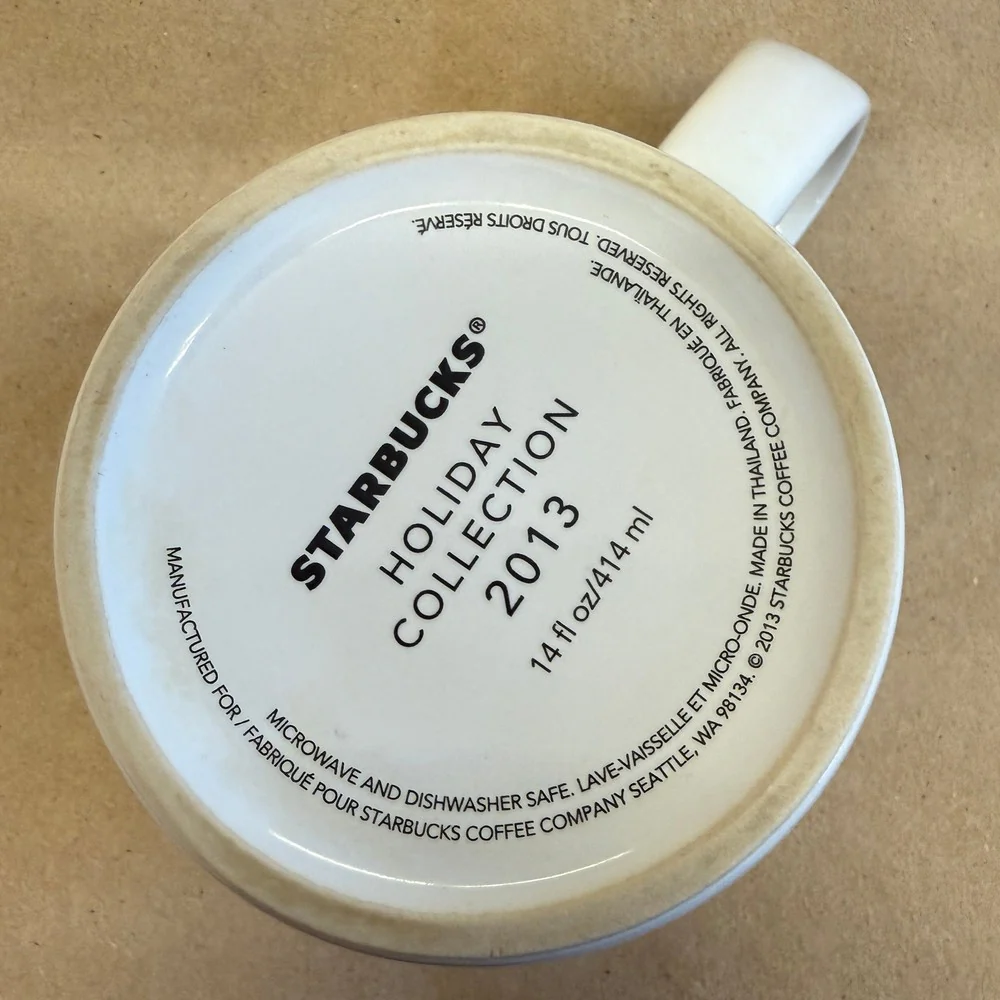 STARBUCKS®
HOLIDAY
COLLECTION
2013
14 fl oz/414 ml
MICROWAVE AND DISHWASHER SAFE. LAVE-VAISSELLE ET MICRO-ONDE. MADE IN THAILAND. FABRIQUÉ EN THAÏLANDE.
MANUFACTURED FOR / FABRIQUÉ POUR STARBUCKS COFFEE COMPANY SEATTLE, WA 98134. © 2013 STARBUCKS COFFEE COMPANY. ALL RIGHTS RESERVED. TOUS DROITS RÉSERVÉ.